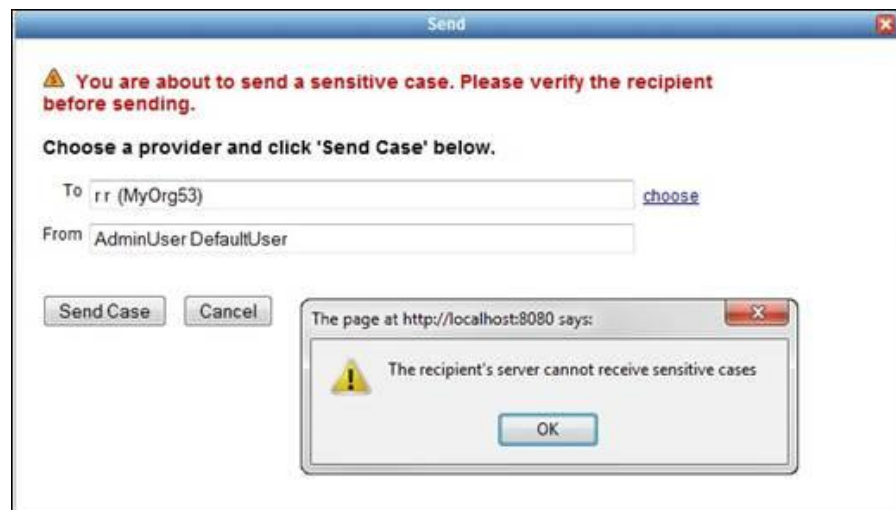 Send
You are about to send a sensitive case. Please verify the recipient
before sending.
Choose a provider and click 'Send Case' below.
To r r (MyOrg53) choose
From AdminUser DefaultUser
Send Case Cancel
The page at http://localhost:8080 says:
The recipient's server cannot receive sensitive cases
OK